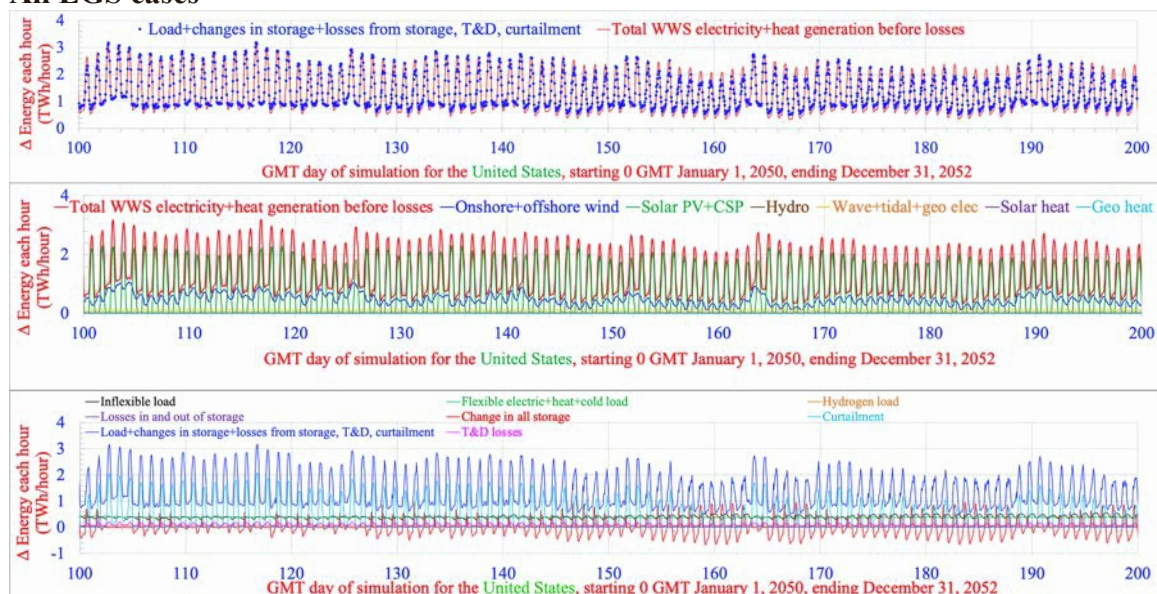 All EGS cases
Load+changes in storage+losses from storage, T&D, curtailment Total WWS electricity+heat generation before losses
Δ Energy each hour
(TWh/hour)
4
3
2
1
0
100 110 120 130 140 150 160 170 180 190 200
GMT day of simulation for the United States, starting 0 GMT January 1, 2050, ending December 31, 2052
Total WWS electricity+heat generation before losses Onshore+offshore wind Solar PV+CSP Hydro Wave+tidal+geo elec Solar heat Geo heat
Δ Energy each hour
(TWh/hour)
4
2
0
100 110 120 130 140 150 160 170 180 190 200
GMT day of simulation for the United States, starting 0 GMT January 1, 2050, ending December 31, 2052
Inflexible load Flexible electric+heat+cold load Hydrogen load
Losses in and out of storage Change in all storage Curtailment
Load+changes in storage+losses from storage, T&D, curtailment T&D losses
Δ Energy each hour
(TWh/hour)
4
3
2
1
0
-1
100 110 120 130 140 150 160 170 180 190 200
GMT day of simulation for the United States, starting 0 GMT January 1, 2050, ending December 31, 2052